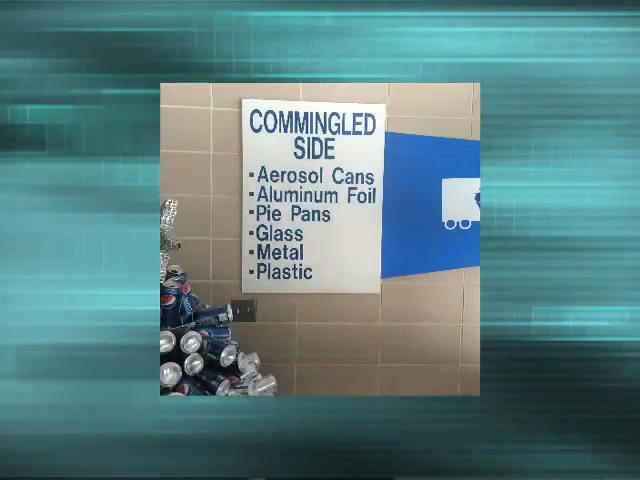 COMMINGLED
SIDE
▪Aerosol Cans
▪Aluminum Foil
▪Pie Pans
▪Glass
▪Metal
▪Plastic